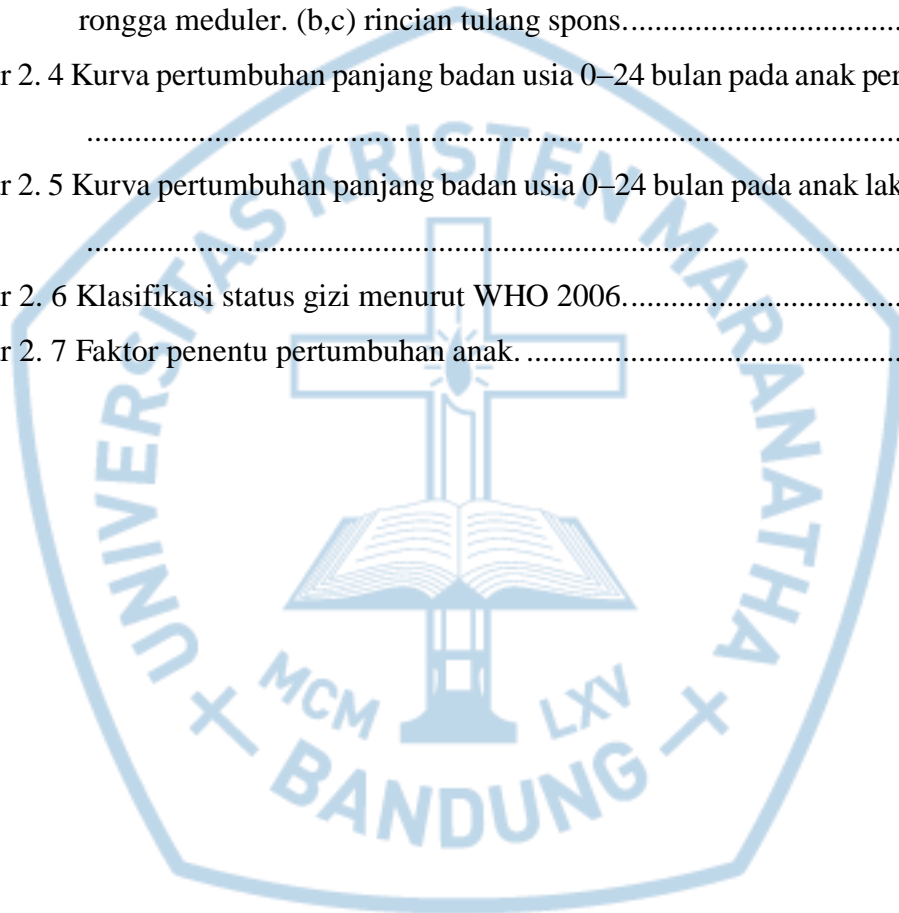 rongga meduler. (b,c) rincian tulang spons.....................................
r 2. 4 Kurva pertumbuhan panjang badan usia 0–24 bulan pada anak per
....................................................................................................
r 2. 5 Kurva pertumbuhan panjang badan usia 0–24 bulan pada anak lak
....................................................................................................
r 2. 6 Klasifikasi status gizi menurut WHO 2006.....................................
r 2. 7 Faktor penentu pertumbuhan anak. ...............................................
UNIVERSITAS KRISTEN MARANATHA
MCM LXV
BANDUNG